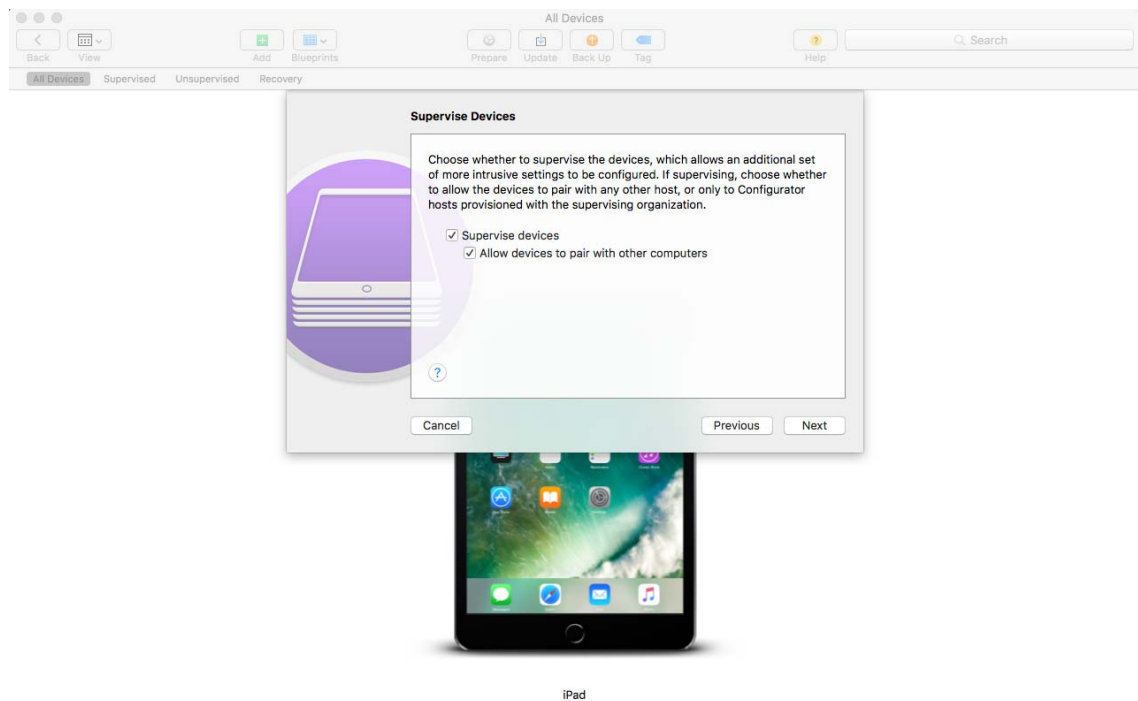 All Devices
Back View Add Blueprints Prepare Update Back Up Tag Help Search
All Devices Supervised Unsupervised Recovery
Supervise Devices
Choose whether to supervise the devices, which allows an additional set
of more intrusive settings to be configured. If supervising, choose whether
to allow the devices to pair with any other host, or only to Configurator
hosts provisioned with the supervising organization.
Supervise devices
Allow devices to pair with other computers
?
Cancel Previous Next
iPad